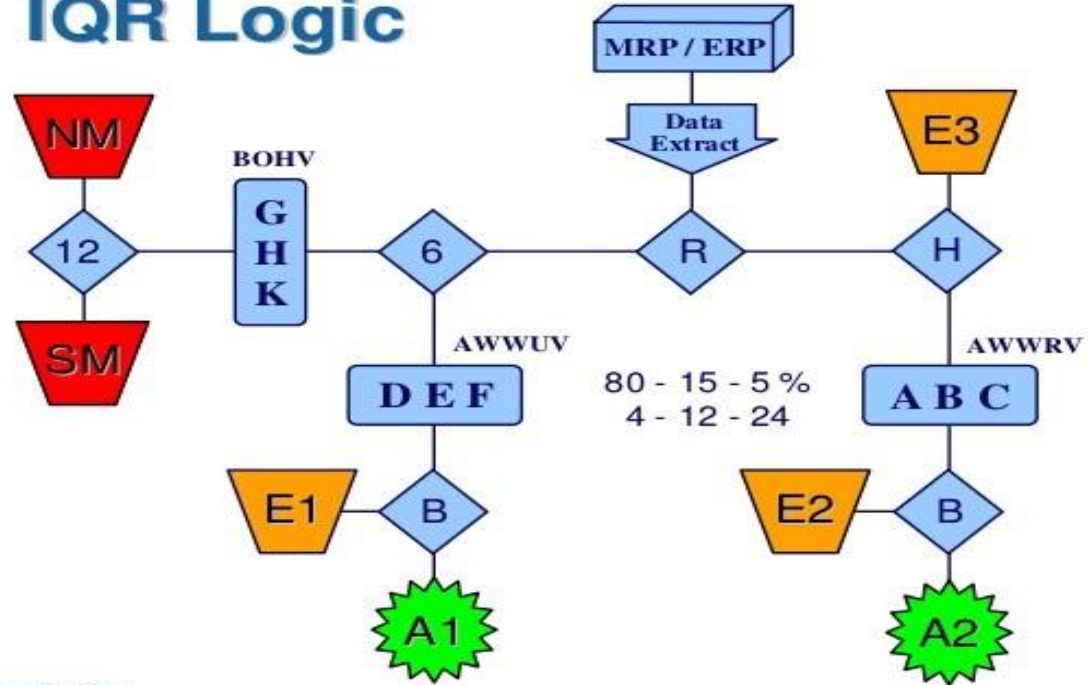 IQR Logic
MRP / ERP
Data
Extract
NM
E3
BOHV
G
H
K
12
6
R
H
SM
AWWUV
AWWRV
D E F
80 - 15 - 5 %
4 - 12 - 24
A B C
E1
B
E2
B
A1
A2